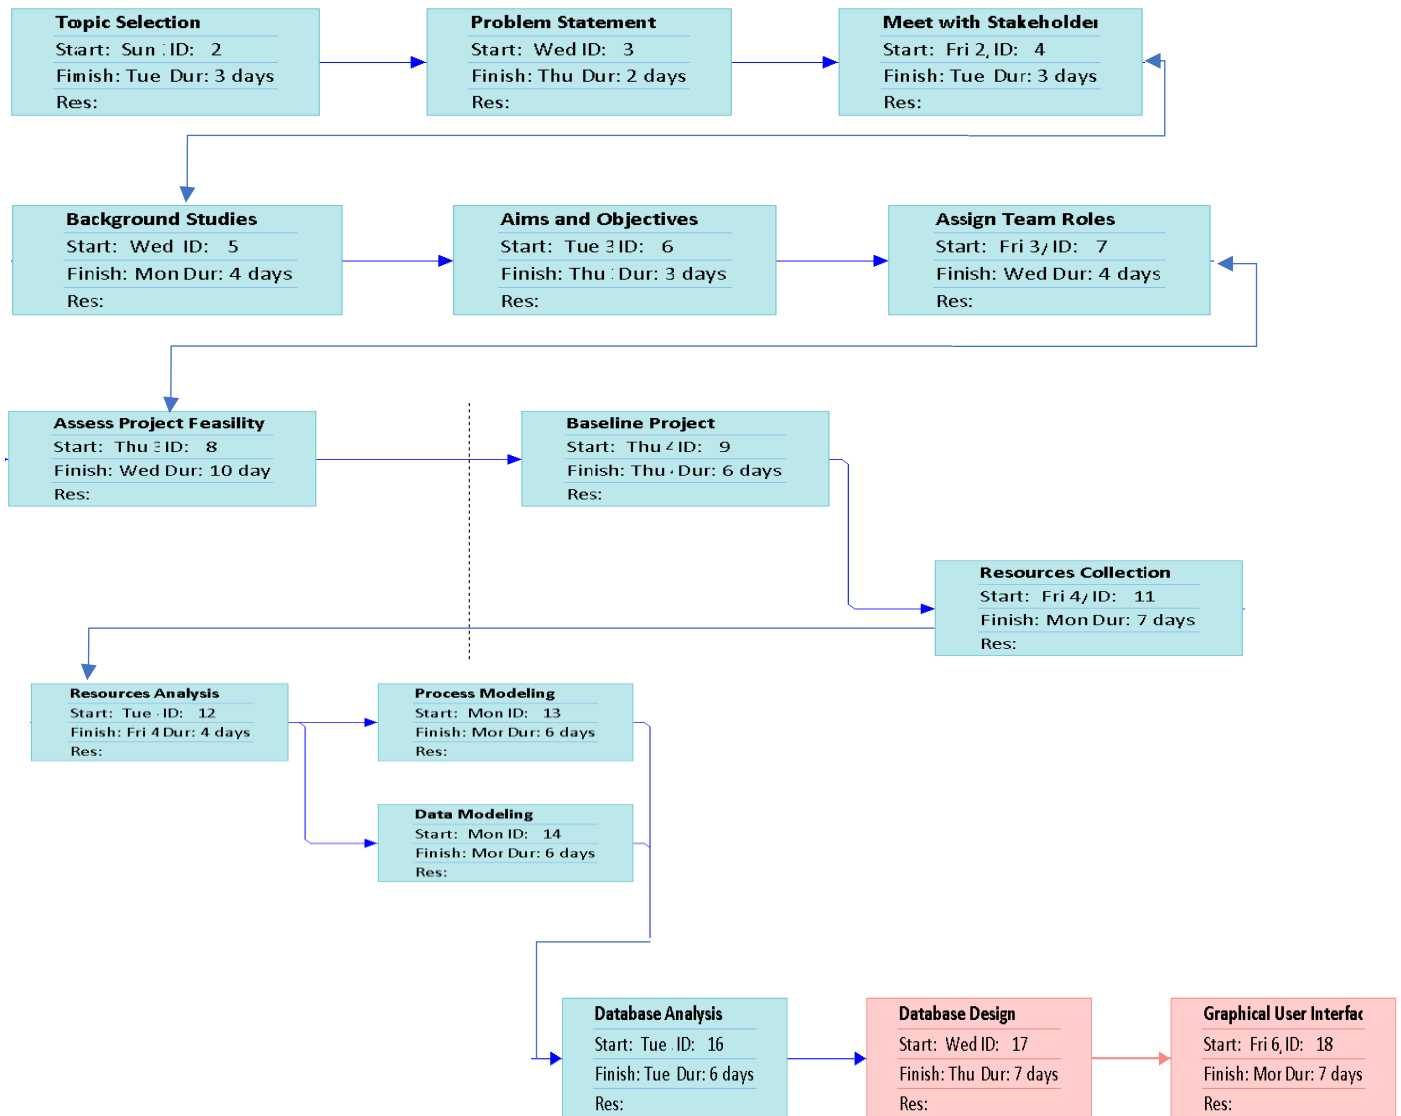 Topic Selection
Start: Sun ID: 2
Finish: Tue Dur: 3 days
Res:
Problem Statement
Start: Wed ID: 3
Finish: Thu Dur: 2 days
Res:
Meet with Stakeholder
Start: Fri 2, ID: 4
Finish: Tue Dur: 3 days
Res:
Background Studies
Start: Wed ID: 5
Finish: Mon Dur: 4 days
Res:
Aims and Objectives
Start: Tue 3 ID: 6
Finish: Thu Dur: 3 days
Res:
Assign Team Roles
Start: Fri 3/ ID: 7
Finish: Wed Dur: 4 days
Res:
Assess Project Feasility
Start: Thu 3 ID: 8
Finish: Wed Dur: 10 day
Res:
Baseline Project
Start: Thu 4 ID: 9
Finish: Thu Dur: 6 days
Res:
Resources Collection
Start: Fri 4/ ID: 11
Finish: Mon Dur: 7 days
Res:
Resources Analysis
Start: Tue ID: 12
Finish: Fri 4 Dur: 4 days
Res:
Process Modeling
Start: Mon ID: 13
Finish: Mor Dur: 6 days
Res:
Data Modeling
Start: Mon ID: 14
Finish: Mor Dur: 6 days
Res:
Database Analysis
Start: Tue ID: 16
Finish: Tue Dur: 6 days
Res:
Database Design
Start: Wed ID: 17
Finish: Thu Dur: 7 days
Res:
Graphical User Interfac
Start: Fri 6, ID: 18
Finish: Mor Dur: 7 days
Res: